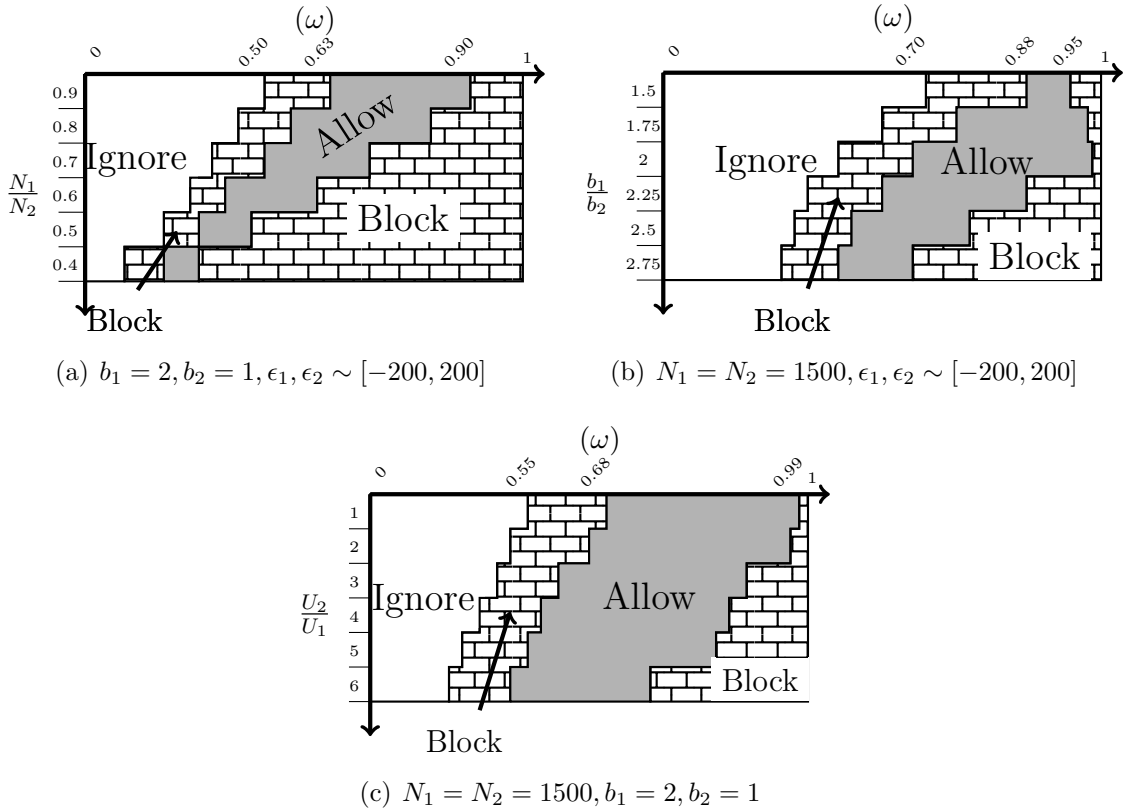 (ω)
0 0.50 0.63 0.90 1
0.9
0.8
0.7
0.6
0.5
0.4
N₁/N₂
Ignore
Allow
Block
Block
(a) b₁ = 2, b₂ = 1, ϵ₁, ϵ₂ ∼ [−200, 200]
(ω)
0 0.70 0.88 0.95 1
1.5
1.75
2
2.25
2.5
2.75
b₁/b₂
Ignore
Allow
Block
Block
(b) N₁ = N₂ = 1500, ϵ₁, ϵ₂ ∼ [−200, 200]
(ω)
0 0.55 0.68 0.99 1
1
2
3
4
5
6
U₂/U₁
Ignore
Allow
Block
Block
(c) N₁ = N₂ = 1500, b₁ = 2, b₂ = 1